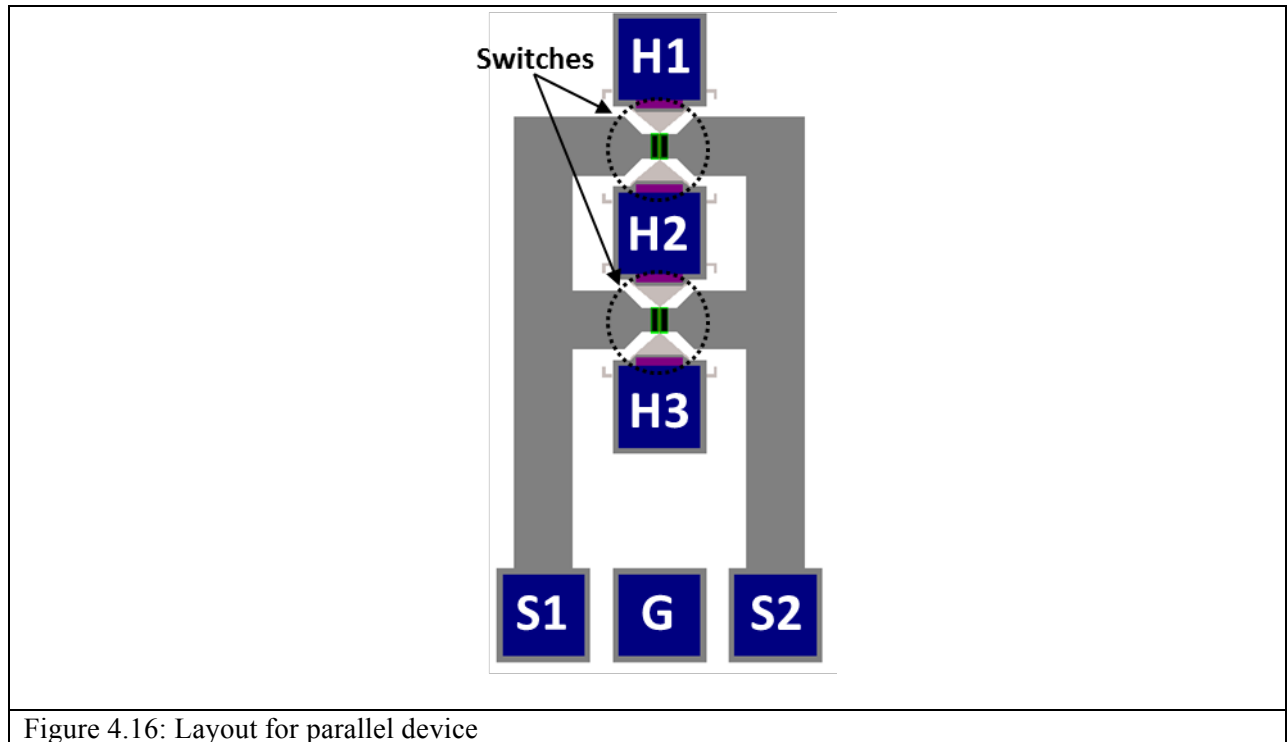 H1
Switches
H2
H3
S1 G S2
Figure 4.16: Layout for parallel device